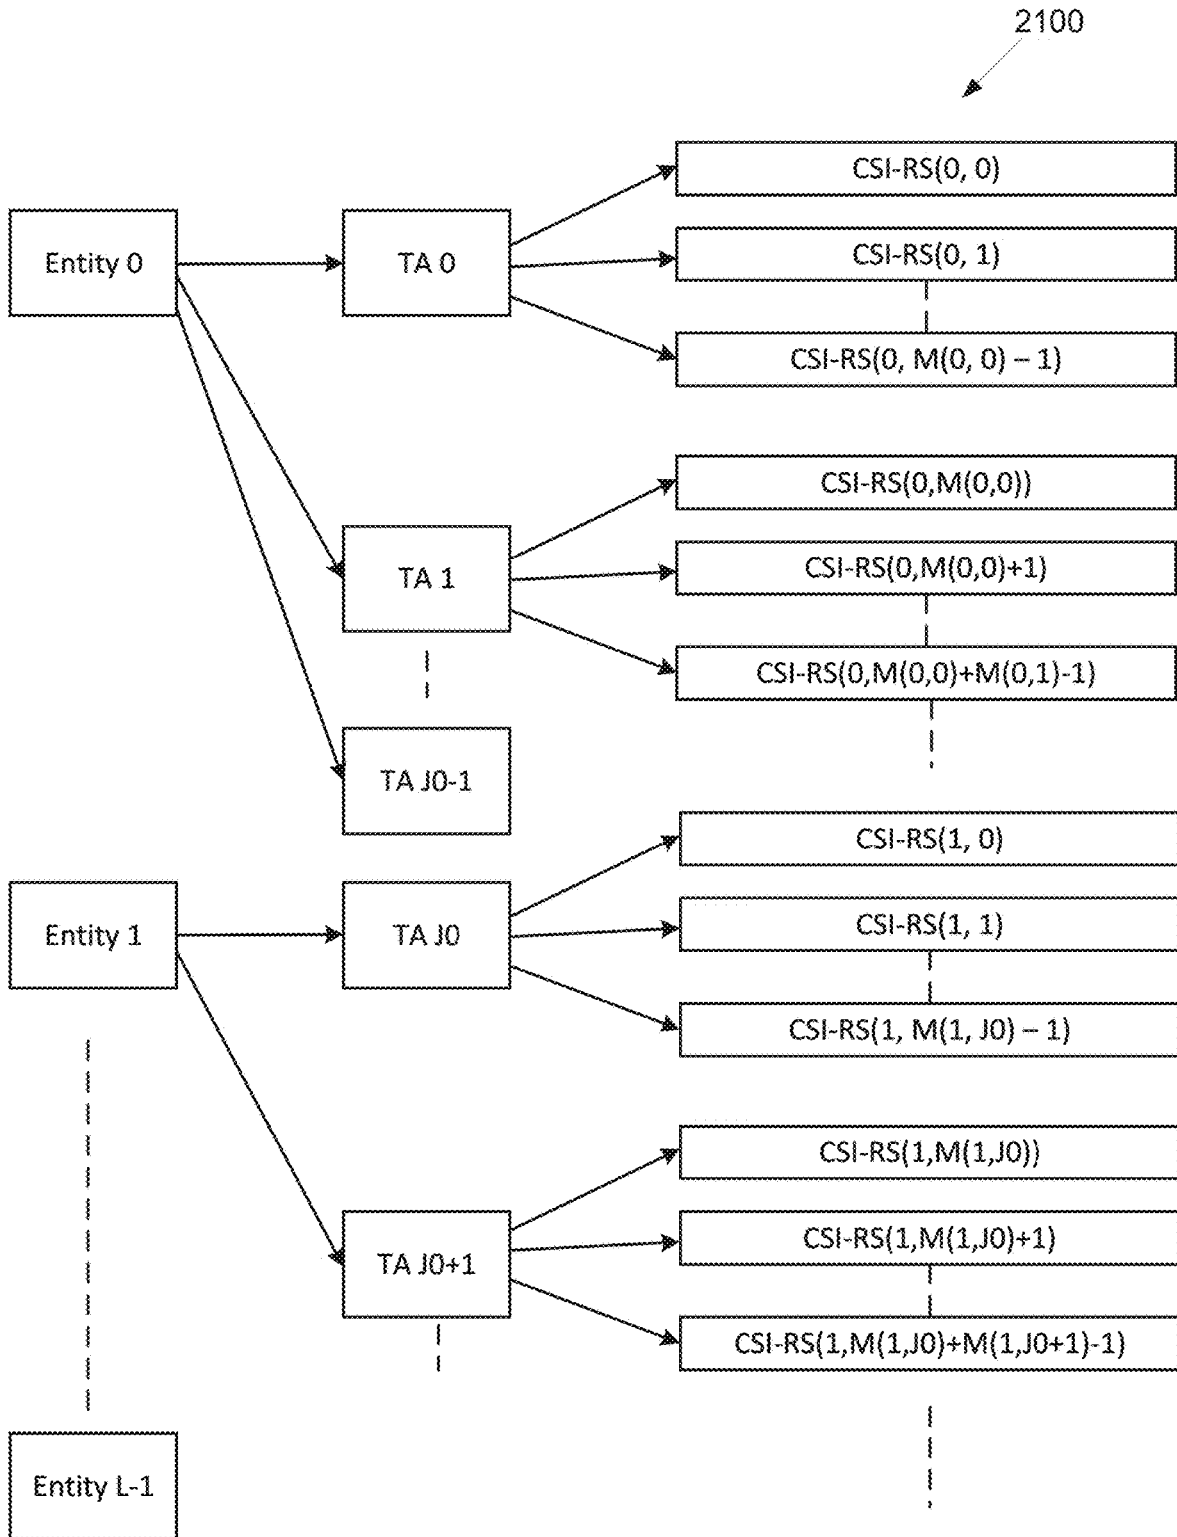 2100
CSI-RS(0, 0)
Entity 0
TA 0
CSI-RS(0, 1)
CSI-RS(0, M(0, 0) – 1)
CSI-RS(0,M(0,0))
TA 1
CSI-RS(0,M(0,0)+1)
CSI-RS(0,M(0,0)+M(0,1)-1)
TA J0-1
CSI-RS(1, 0)
Entity 1
TA J0
CSI-RS(1, 1)
CSI-RS(1, M(1, J0) – 1)
CSI-RS(1,M(1,J0))
TA J0+1
CSI-RS(1,M(1,J0)+1)
CSI-RS(1,M(1,J0)+M(1,J0+1)-1)
Entity L-1